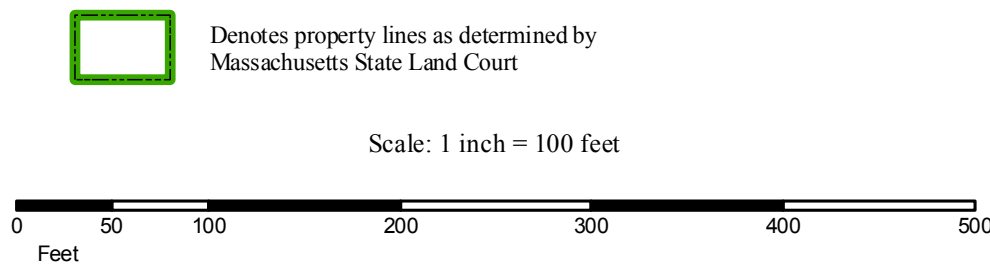 Denotes property lines as determined by
Massachusetts State Land Court
Scale: 1 inch = 100 feet
0 50 100 200 300 400 500
Feet